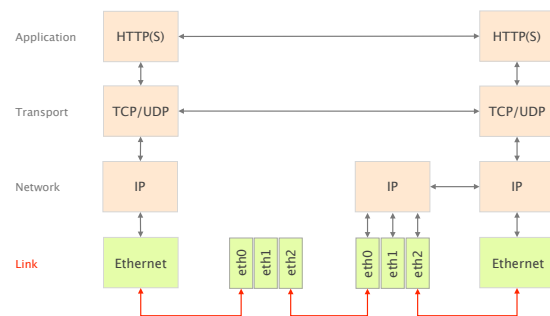 Application
HTTP(S)
HTTP(S)
Transport
TCP/UDP
TCP/UDP
Network
IP
IP
IP
Link
Ethernet
eth0
eth1
eth2
eth0
eth1
eth2
Ethernet